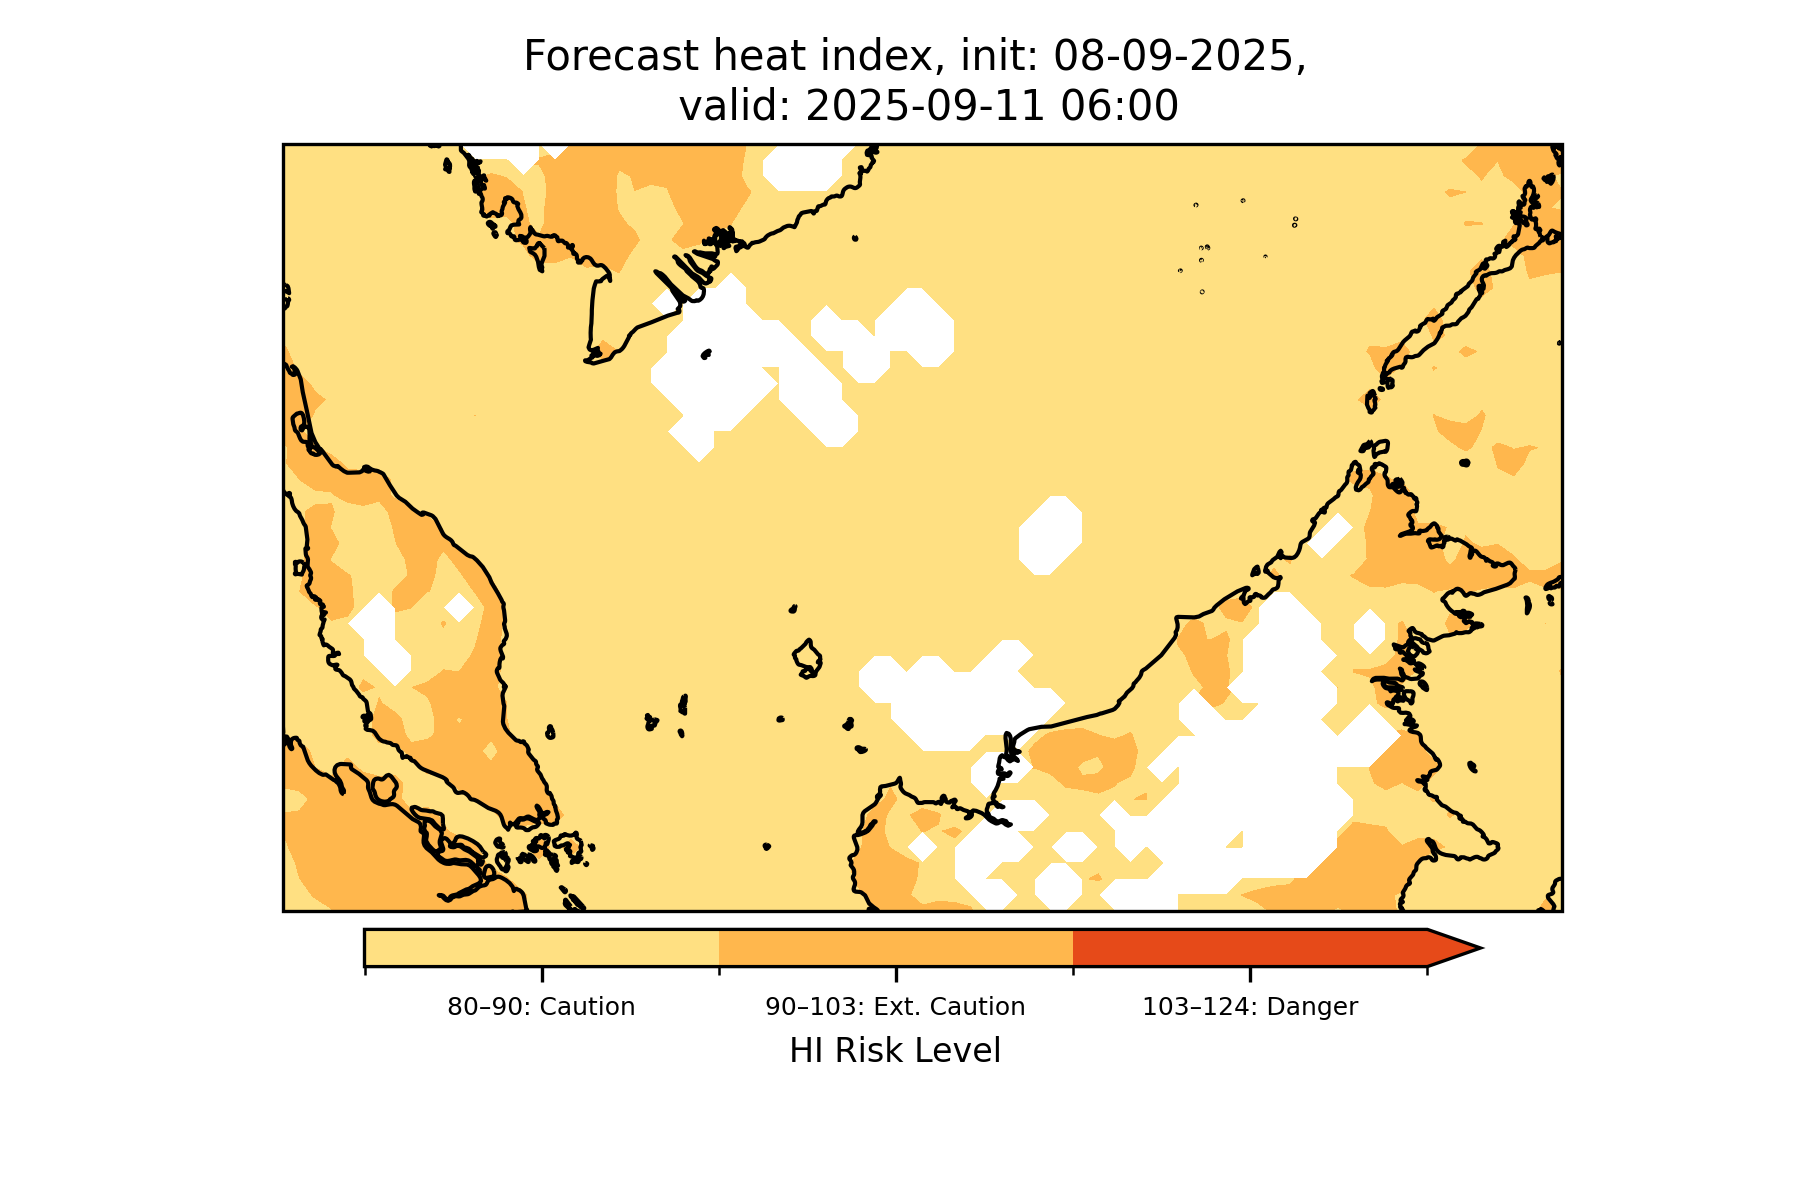 Forecast heat index, init: 08-09-2025,
valid: 2025-09-11 06:00
80–90: Caution
90–103: Ext. Caution
103–124: Danger
HI Risk Level